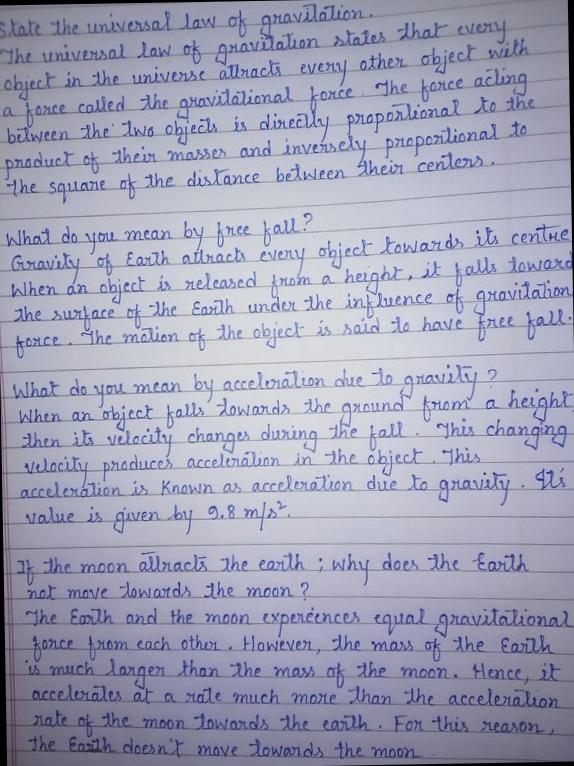 State the universal law of gravitation.
The universal law of gravitation states that every
object in the universe attracts every other object with
a force called the gravitational force. The force acting
between the two objects is directly proportional to the
product of their masses and inversely proportional to
the square of the distance between their centers.
What do you mean by free fall?
Gravity of Earth attracts every object towards its centre
When an object is released from a height, it falls toward
the surface of the Earth under the influence of gravitation
force. The motion of the object is said to have free fall.
What do you mean by acceleration due to gravity?
When an object falls towards the ground from a height,
then its velocity changes during the fall. This changing
velocity produces acceleration in the object. This
acceleration is known as acceleration due to gravity. It's
value is given by 9.8 m/s².
If the moon attracts the earth; why does the Earth
not move towards the moon?
The Earth and the moon expereences equal gravitational
force from each other. However, the mass of the Earth
is much larger than the mass of the moon. Hence, it
accelerates at a rate much more than the acceleration
rate of the moon towards the earth. For this reason,
the Earth doesn't move towards the moon